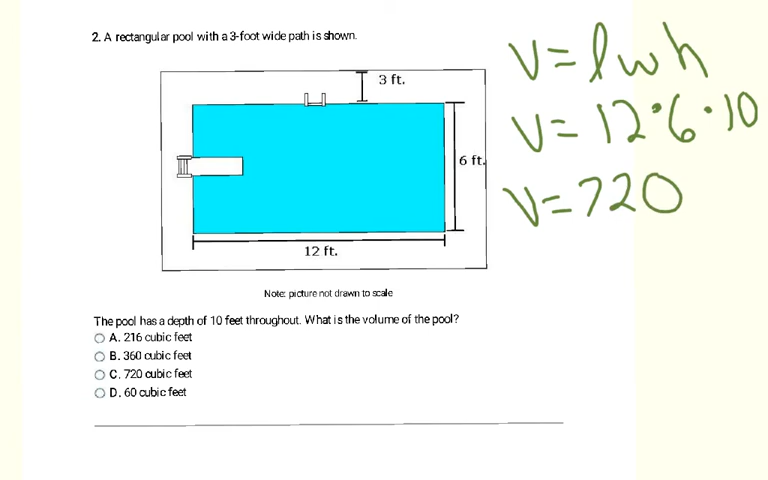 2. A rectangular pool with a 3-foot wide path is shown.
3 ft.
6 ft.
12 ft.
Note: picture not drawn to scale
The pool has a depth of 10 feet throughout. What is the volume of the pool?
A. 216 cubic feet
B. 360 cubic feet
C. 720 cubic feet
D. 60 cubic feet
V=lwh
V=12·6·10
V=720